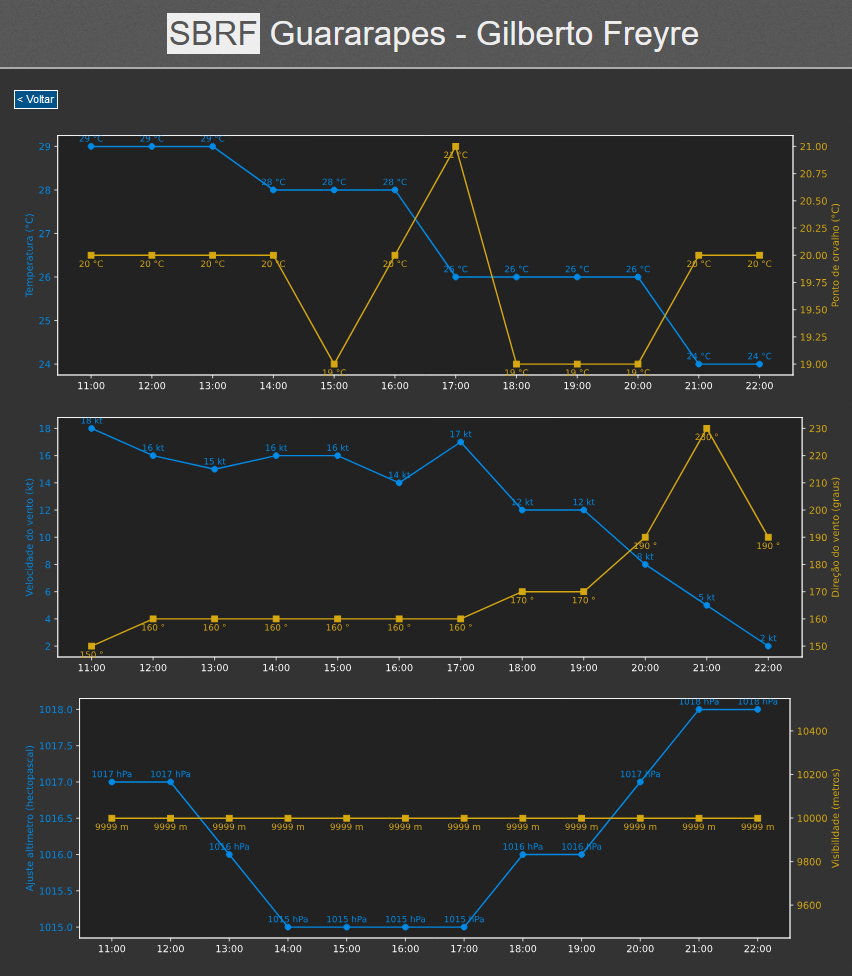 SBRF Guararapes - Gilberto Freyre
< Voltar
29 °C 29 °C 29 °C 28 °C 28 °C 28 °C 26 °C 26 °C 26 °C 26 °C 24 °C 24 °C
20 °C 20 °C 20 °C 20 °C 19 °C 20 °C 21 °C 19 °C 19 °C 19 °C 20 °C 20 °C
29
28
27
26
25
24
Temperatura (°C)
21.00
20.75
20.50
20.25
20.00
19.75
19.50
19.25
19.00
Ponto de orvalho (°C)
11:00 12:00 13:00 14:00 15:00 16:00 17:00 18:00 19:00 20:00 21:00 22:00
18 kt 16 kt 15 kt 16 kt 16 kt 14 kt 17 kt 12 kt 12 kt 8 kt 5 kt 2 kt
150 ° 160 ° 160 ° 160 ° 160 ° 160 ° 160 ° 170 ° 170 ° 190 ° 230 ° 190 °
18
16
14
12
10
8
6
4
2
Velocidade do vento (kt)
230
220
210
200
190
180
170
160
150
Direção do vento (graus)
11:00 12:00 13:00 14:00 15:00 16:00 17:00 18:00 19:00 20:00 21:00 22:00
1017 hPa 1017 hPa 1016 hPa 1015 hPa 1015 hPa 1015 hPa 1015 hPa 1016 hPa 1016 hPa 1017 hPa 1018 hPa 1018 hPa
9999 m 9999 m 9999 m 9999 m 9999 m 9999 m 9999 m 9999 m 9999 m 9999 m 9999 m 9999 m
1018.0
1017.5
1017.0
1016.5
1016.0
1015.5
1015.0
Ajuste altímetro (hectopascal)
10400
10200
10000
9800
9600
Visibilidade (metros)
11:00 12:00 13:00 14:00 15:00 16:00 17:00 18:00 19:00 20:00 21:00 22:00